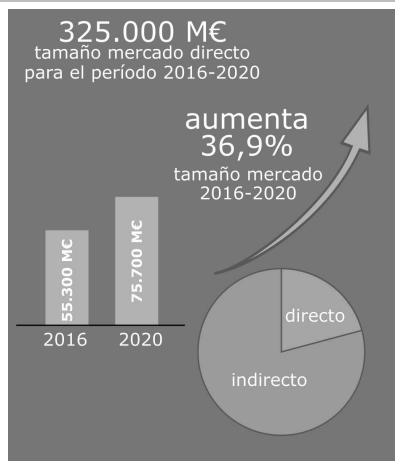 325.000 M€
tamaño mercado directo
para el período 2016-2020
aumenta
36,9%
tamaño mercado
2016-2020
55.300 M€
75.700 M€
2016
2020
directo
indirecto